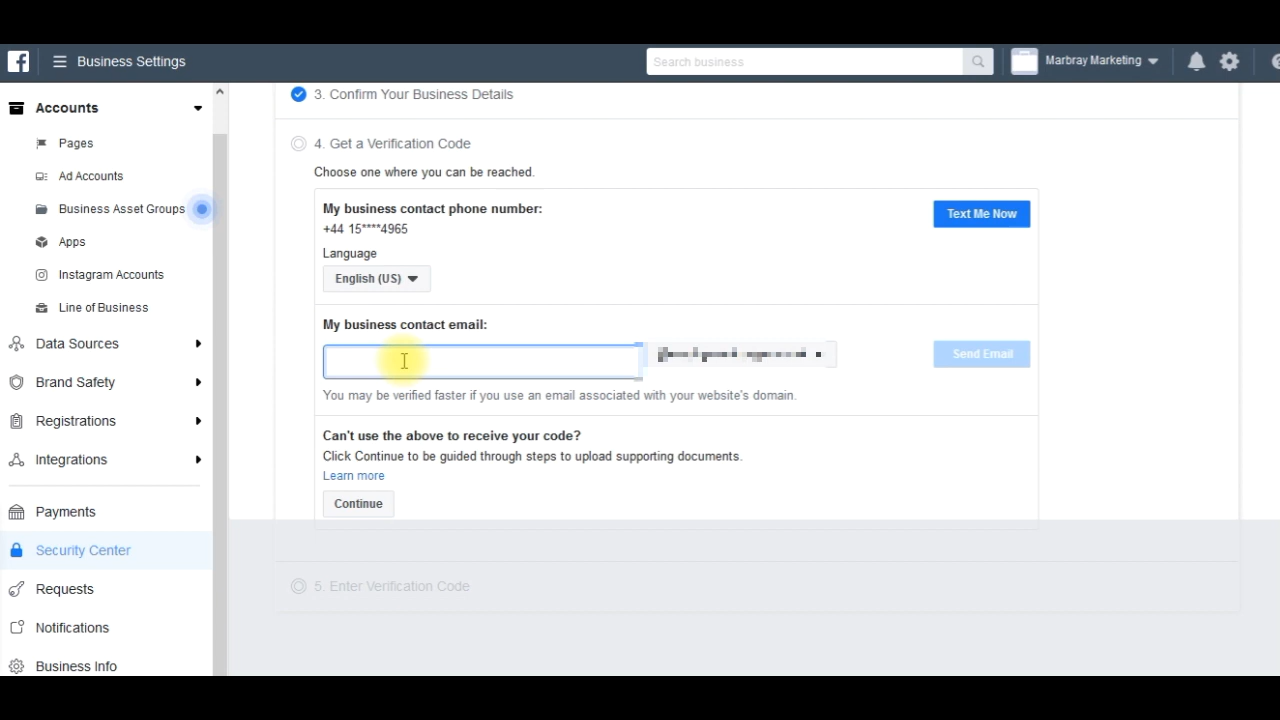 Business Settings
Search business
Marbray Marketing
Accounts
Pages
Ad Accounts
Business Asset Groups
Apps
Instagram Accounts
Line of Business
Data Sources
Brand Safety
Registrations
Integrations
Payments
Security Center
Requests
Notifications
Business Info
3. Confirm Your Business Details
4. Get a Verification Code
Choose one where you can be reached.
My business contact phone number:
+44 15****4965
Text Me Now
Language
English (US)
My business contact email:
Send Email
You may be verified faster if you use an email associated with your website's domain.
Can't use the above to receive your code?
Click Continue to be guided through steps to upload supporting documents.
Learn more
Continue
5. Enter Verification Code